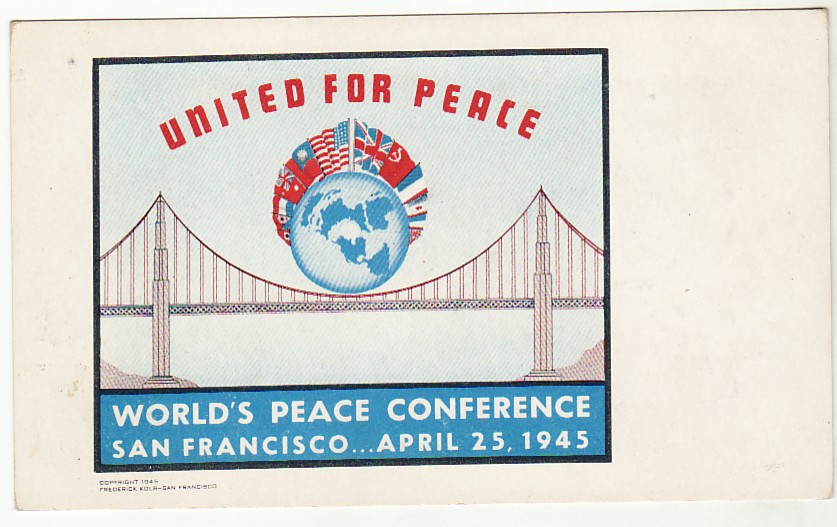 UNITED FOR PEACE
WORLD'S PEACE CONFERENCE
SAN FRANCISCO...APRIL 25, 1945
COPYRIGHT 1945
FREDERICK KOLB-SAN FRANCISCO